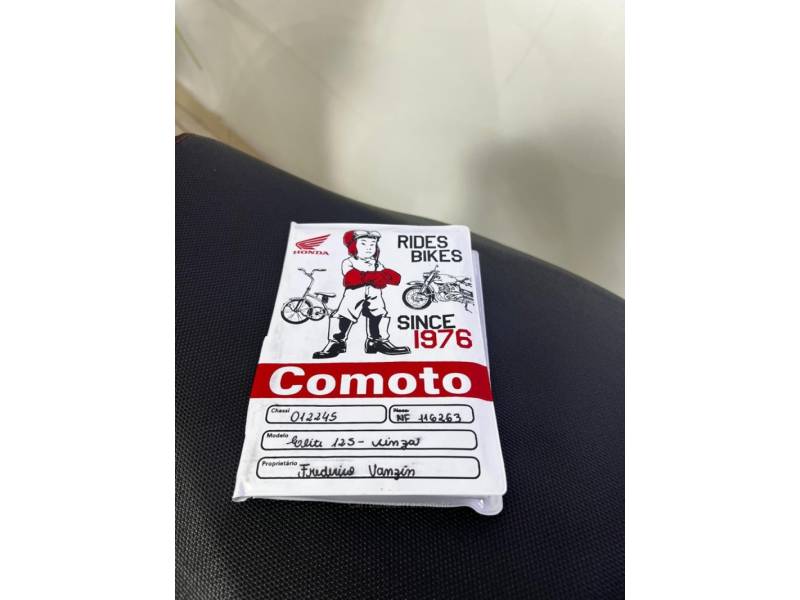 HONDA
RIDES
BIKES
SINCE
1976
Comoto
Chassi 012245
NF 116263
Modelo Elite 125 - cinza
Proprietário Frederico Vanzin